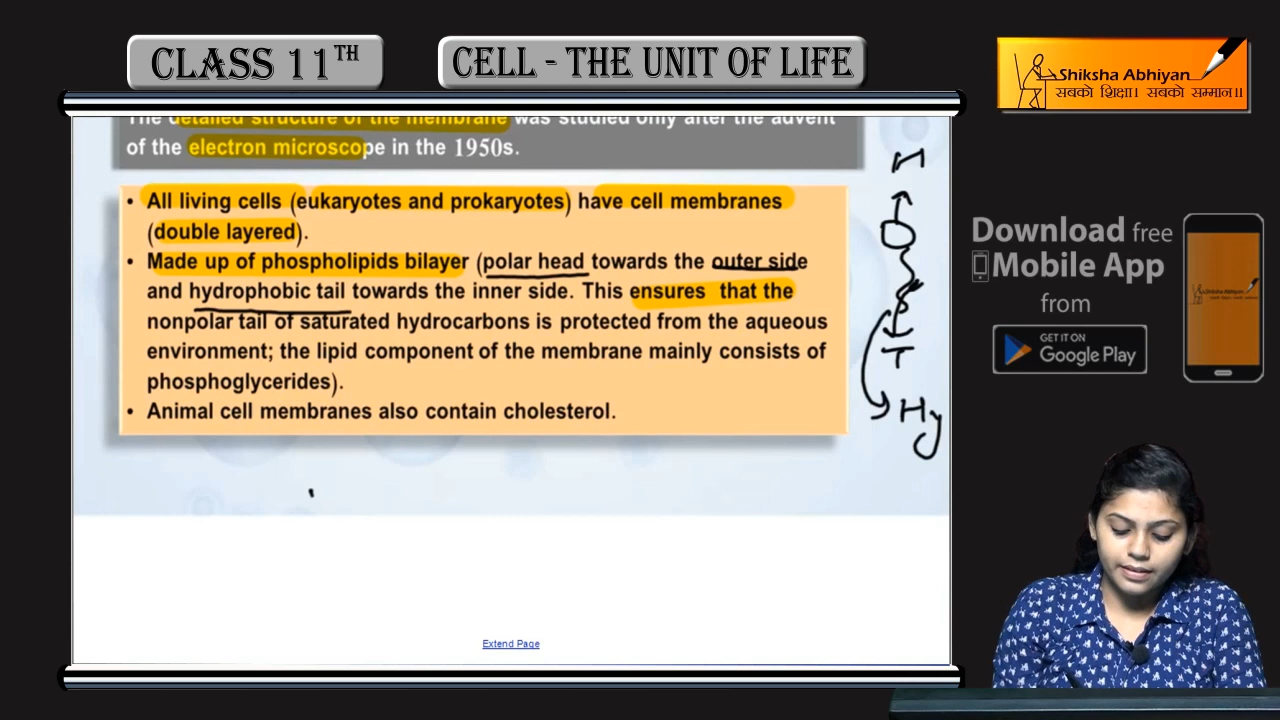 CLASS 11TH
CELL - THE UNIT OF LIFE
Shiksha Abhiyan
सबको शिक्षा। सबको सम्मान।।
The detailed structure of the membrane was studied only after the advent
of the electron microscope in the 1950s.
• All living cells (eukaryotes and prokaryotes) have cell membranes
(double layered).
• Made up of phospholipids bilayer (polar head towards the outer side
and hydrophobic tail towards the inner side. This ensures that the
nonpolar tail of saturated hydrocarbons is protected from the aqueous
environment; the lipid component of the membrane mainly consists of
phosphoglycerides).
• Animal cell membranes also contain cholesterol.
T
Hy
Extend Page
Download free
Mobile App
from
GET IT ON
Google Play